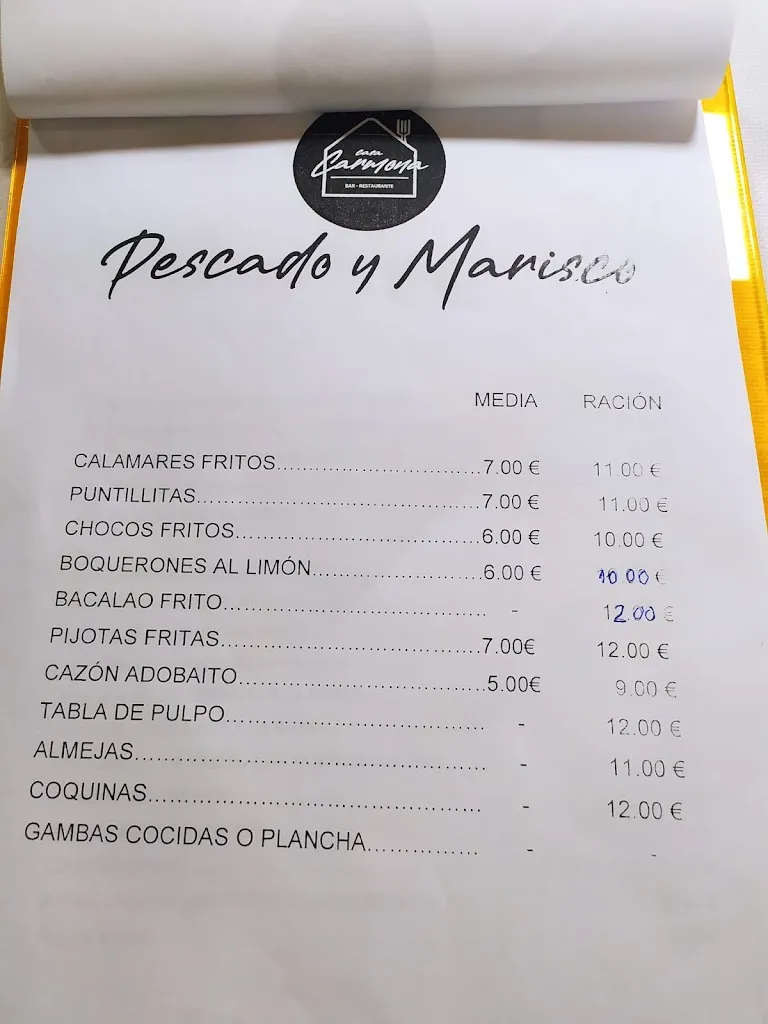 casa
Carmona
BAR - RESTAURANTE
Pescado y Marisco
MEDIA RACIÓN
CALAMARES FRITOS............................7.00 € 11.00 €
PUNTILLITAS............................7.00 € 11.00 €
CHOCOS FRITOS............................6.00 € 10.00 €
BOQUERONES AL LIMÓN............................6.00 € 10.00 €
BACALAO FRITO............................ - 12.00 €
PIJOTAS FRITAS............................7.00€ 12.00 €
CAZÓN ADOBAITO............................5.00€ 9.00 €
TABLA DE PULPO............................ - 12.00 €
ALMEJAS............................ - 11.00 €
COQUINAS............................ - 12.00 €
GAMBAS COCIDAS O PLANCHA................ - -